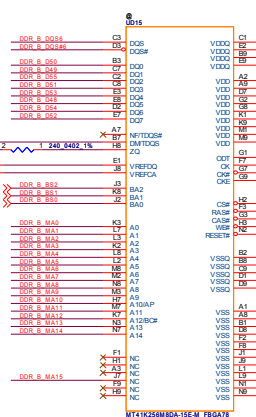 UD15
DDR_B_DQS6 C3 DQS VDDQ C1
DDR_B_DQS#6 D3 DQS# VDDQ E2
VDDQ B9
DDR_B_D50 B3 DQ0 VDDQ E9
DDR_B_D49 C7 DQ1
DDR_B_D55 C2 DQ2 VDD A2
DDR_B_D51 C8 DQ3 VDD A9
DDR_B_D53 E3 DQ4 VDD D7
DDR_B_D48 E8 DQ5 VDD G2
DDR_B_D54 D2 DQ6 VDD G8
DDR_B_D52 E7 DQ7 VDD K1
VDD K9
A7 NF/TDQS# VDD M1
B7 DM/TDQS VDD M9
2 1 240_0402_1% H8 ZQ
ODT G1
E1 VREFDQ CK F7
J8 VREFCA CK# G7
CKE G9
DDR_B_BS2 J3 BA2
DDR_B_BS1 K8 BA1
DDR_B_BS0 J2 BA0 CS# H2
RAS# F3
CAS# G3
DDR_B_MA0 K3 A0 WE# H3
DDR_B_MA1 L7 A1 RESET# N2
DDR_B_MA2 L3 A2
DDR_B_MA3 K2 A3
DDR_B_MA4 L8 A4 VSSQ B2
DDR_B_MA5 L2 A5 VSSQ B8
DDR_B_MA6 M8 A6 VSSQ C9
DDR_B_MA7 M2 A7 VSSQ D1
DDR_B_MA8 N8 A8 VSSQ D9
DDR_B_MA9 M3 A9
DDR_B_MA10 H7 A10/AP
DDR_B_MA11 M7 A11 VSS A1
DDR_B_MA12 K7 A12/BC# VSS A8
DDR_B_MA13 N3 A13 VSS B1
DDR_B_MA14 N7 A14 VSS D8
VSS F2
VSS F8
F1 NC VSS J1
H1 NC VSS J9
A3 NC VSS L1
DDR_B_MA15 J7 NC VSS L9
F9 NC VSS N1
H9 NC VSS N9
MT41K256M8DA-15E-M_FBGA78